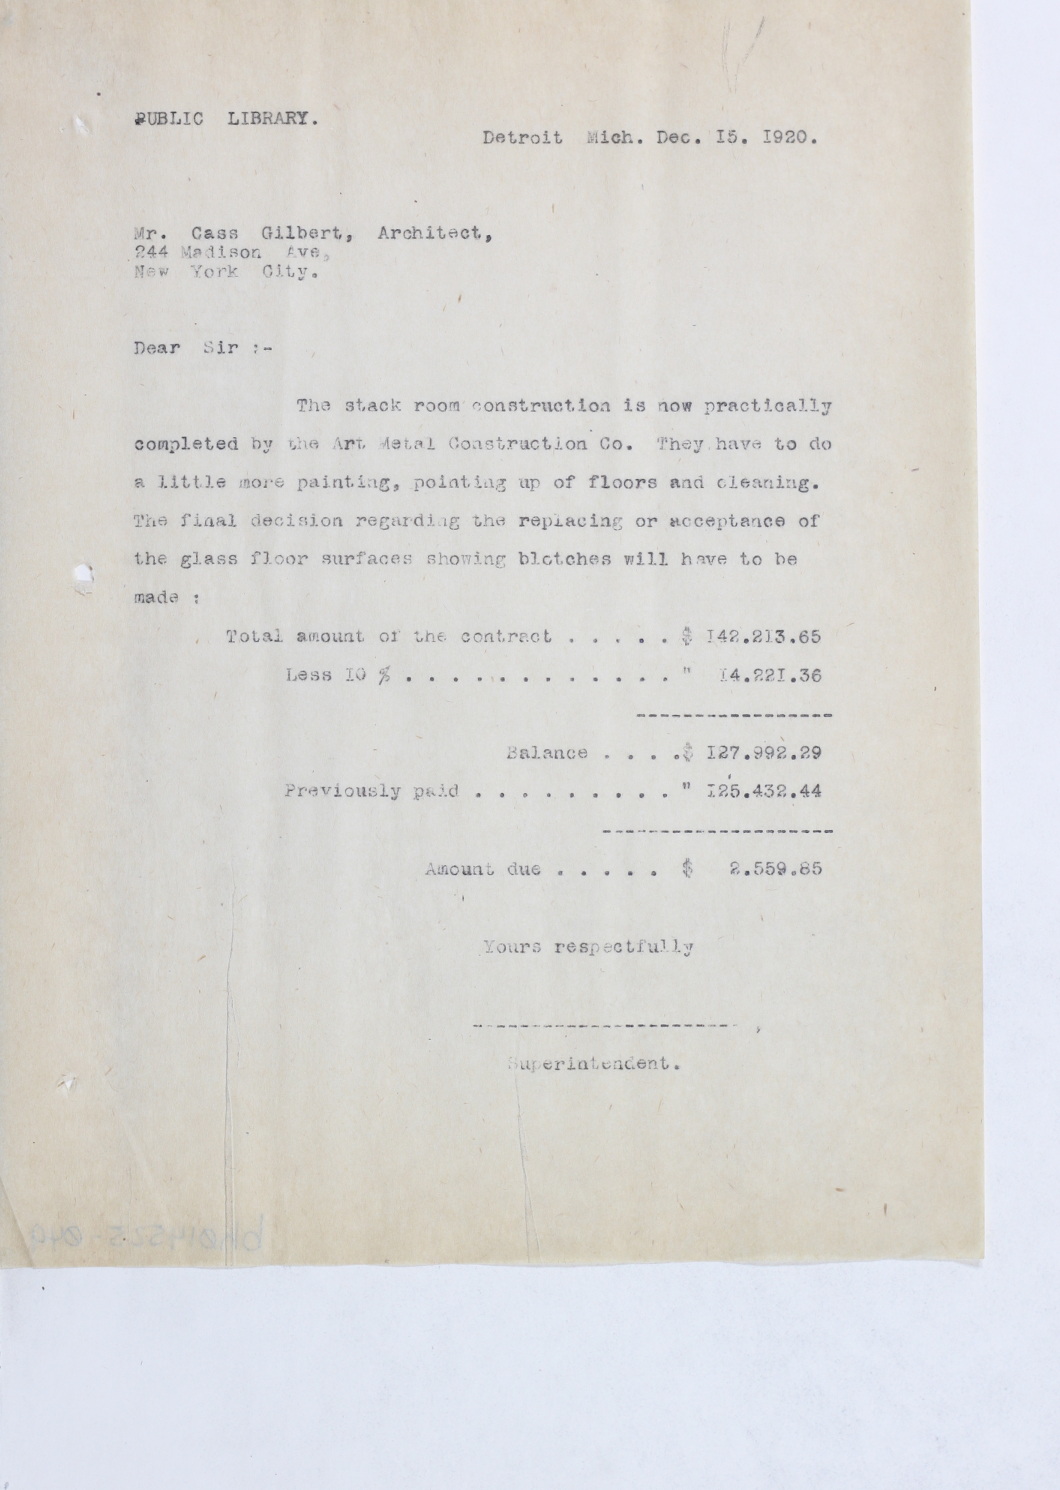 PUBLIC LIBRARY.
Detroit Mich. Dec. I5. I920.
Mr. Cass Gilbert, Architect,
244 Madison Ave,
New York City.
Dear Sir :-
The stack room construction is now practically
completed by the Art Metal Construction Co. They have to do
a little more painting, pointing up of floors and cleaning.
The final decision regarding the replacing or acceptance of
the glass floor surfaces showing blotches will have to be
made :
Total amount of the contract . . . . . $ I42.2I3.65
Less I0 % . . . . . . . . . . . . " I4.22I.36
-----------------
Balance . . . .$ I27.992.29
Previously paid . . . . . . . . . " I25.432.44
--------------------
Amount due . . . . . $ 2.559.85
Yours respectfully
-----------------------,
Superintendent.